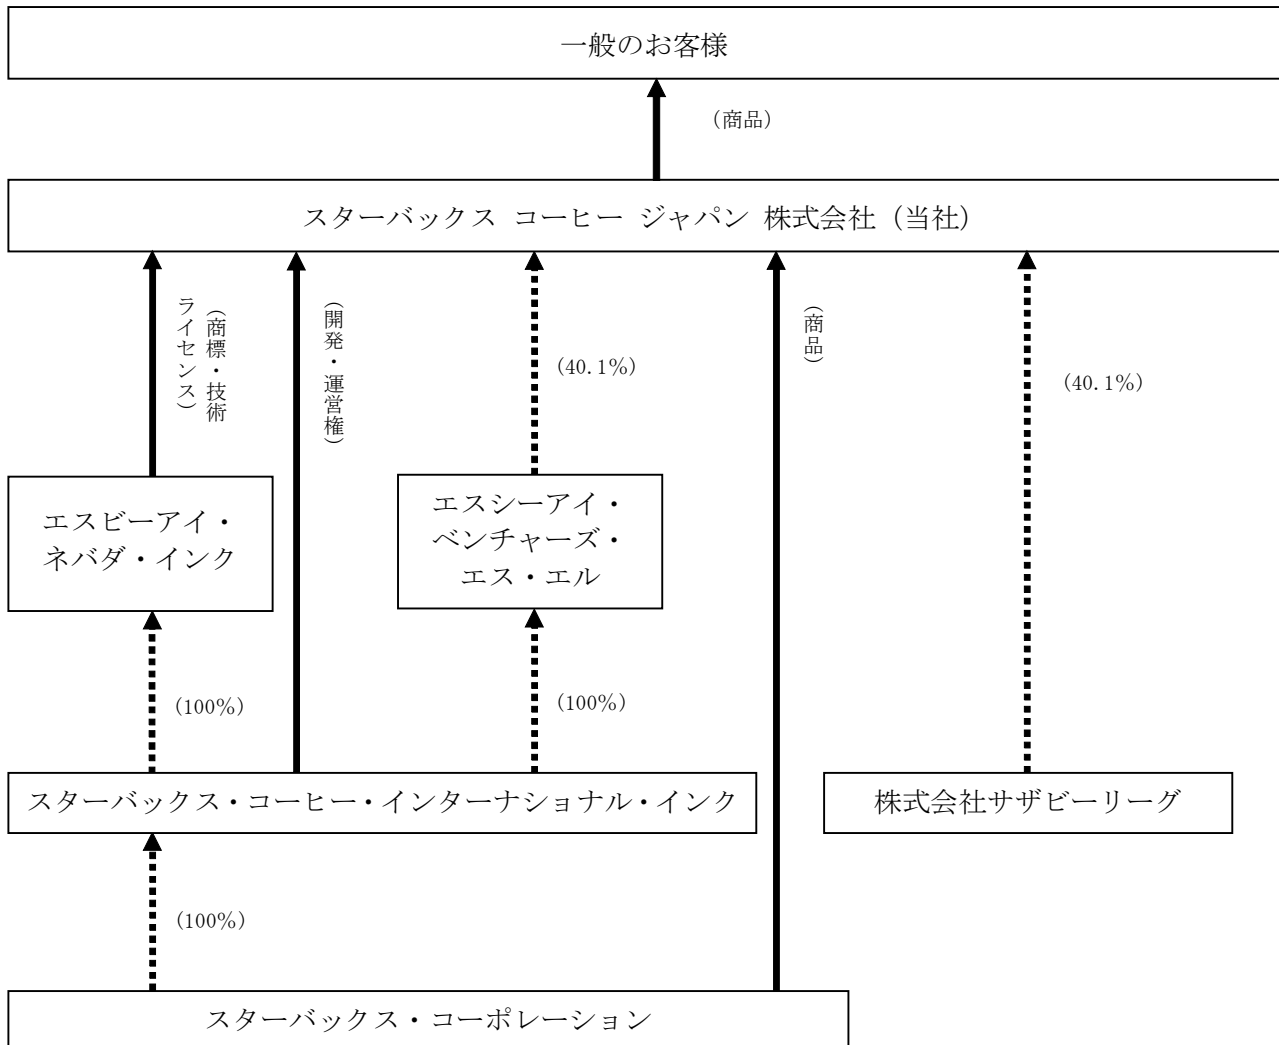 一般のお客様
（商品）
スターバックス コーヒー ジャパン 株式会社（当社）
（商標・技術
ライセンス）
（開発・運営権）
（40.1%）
（商品）
（40.1%）
エスビーアイ・
ネバダ・インク
エスシーアイ・
ベンチャーズ・
エス・エル
（100%）
（100%）
スターバックス・コーヒー・インターナショナル・インク
株式会社サザビーリーグ
（100%）
スターバックス・コーポレーション